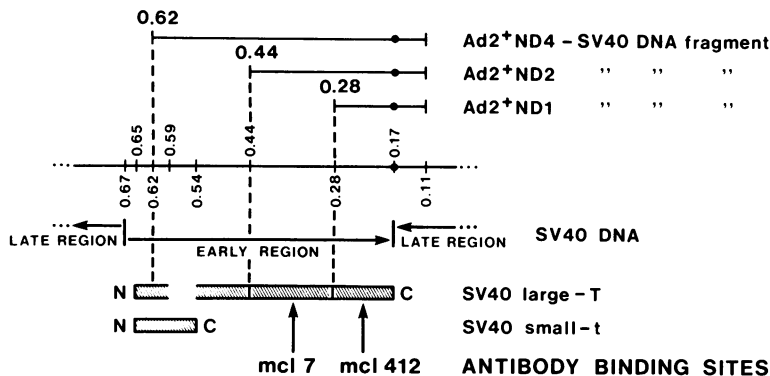 0.62
Ad2+ND4 – SV40 DNA fragment
0.44
Ad2+ND2 ,, ,, ,,
0.28
Ad2+ND1 ,, ,, ,,
0.65 0.59 0.44 0.17
... ...
0.67 0.62 0.54 0.28 0.11
... ...
LATE REGION EARLY REGION LATE REGION SV40 DNA
N C SV40 large-T
N C SV40 small-t
mcl 7 mcl 412 ANTIBODY BINDING SITES